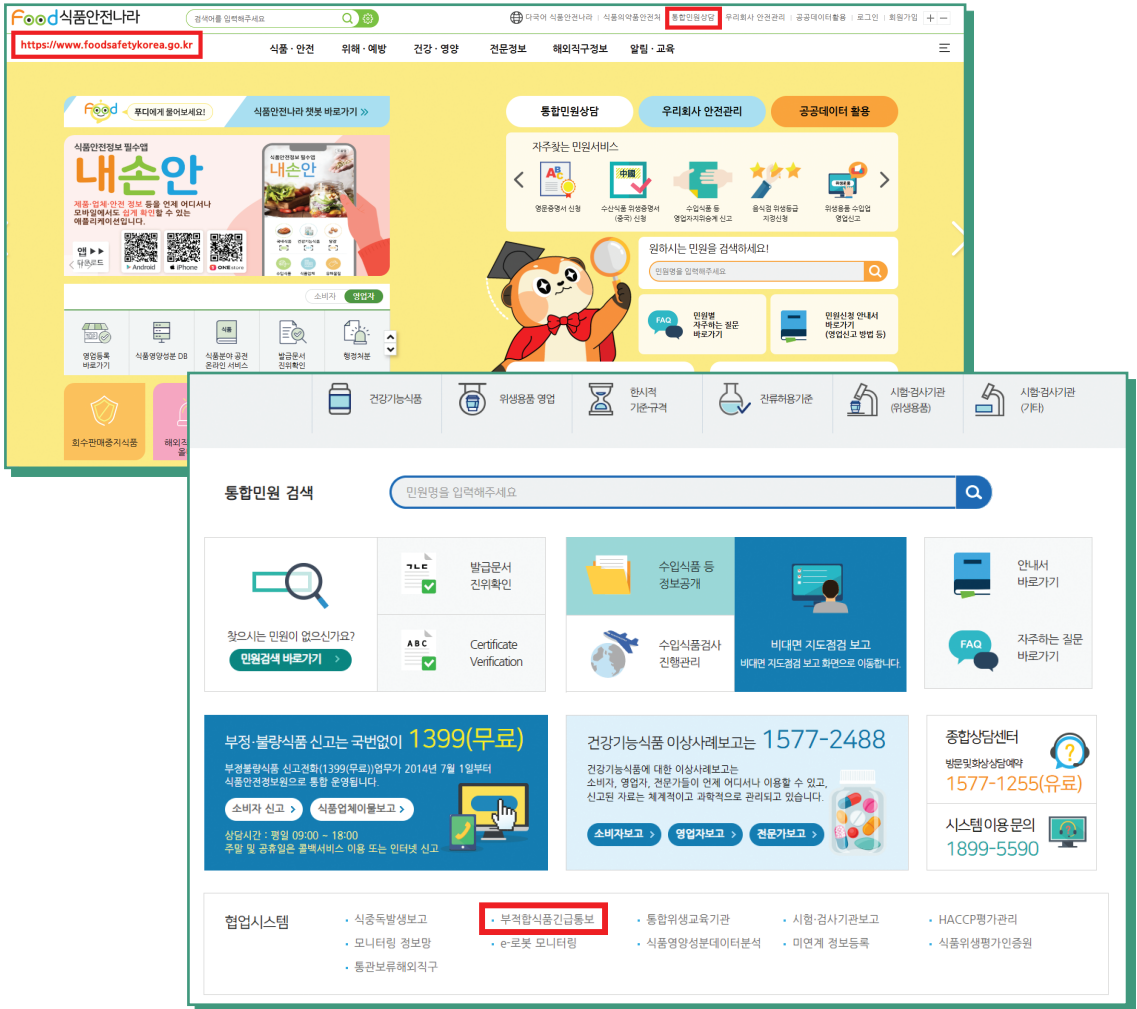 Food 식품안전나라
검색어를 입력해주세요
다국어 식품안전나라 | 식품의약품안전처 | 통합민원상담 | 우리회사 안전관리 | 공공데이터활용 | 로그인 | 회원가입 + −
https://www.foodsafetykorea.go.kr
식품·안전 위해·예방 건강·영양 전문정보 해외직구정보 알림·교육
Food 푸디에게 물어보세요! 식품안전나라 챗봇 바로가기 »
식품안전정보 필수앱
내손안
제품·업체·안전 정보 등을 언제 어디서나
모바일에서도 쉽게 확인할 수 있는
애플리케이션입니다.
앱 ▶▶
다운로드
▶ Android
iPhone
ONE store
식품안전정보 필수앱
내손안
국내식품 건강기능식품
수입식품 식품업체
소비자 영업자
영업등록
바로가기
식품영양성분 DB
식품
식품분야 공전
온라인 서비스
발급문서
진위확인
행정처분
회수판매중지식품
통합민원상담 우리회사 안전관리 공공데이터 활용
자주찾는 민원서비스
영문증명서 신청
中國
수산식품 위생증명서
(중국) 신청
수입식품 등
영업자지위승계 신고
음식점 위생등급
지정신청
위생용품 수입업
영업신고
원하시는 민원을 검색하세요!
민원명을 입력해주세요
FAQ
민원별
자주하는 질문
바로가기
민원신청 안내서
바로가기
(영업신고 방법 등)
건강기능식품
위생용품 영업
한시적
기준·규격
잔류허용기준
시험·검사기관
(위생용품)
시험·검사기관
(기타)
통합민원 검색
민원명을 입력해주세요
찾으시는 민원이 없으신가요?
민원검색 바로가기 >
ㄱㄴㄷ
발급문서
진위확인
ABC
Certificate
Verification
수입식품 등
정보공개
수입식품검사
진행관리
비대면 지도점검 보고
비대면 지도점검 보고 화면으로 이동합니다.
안내서
바로가기
FAQ
자주하는 질문
바로가기
부정·불량식품 신고는 국번없이 1399(무료)
부정불량식품 신고전화(1399(무료))업무가 2014년 7월 1일부터
식품안전정보원으로 통합 운영됩니다.
소비자 신고 > 식품업체이물보고 >
상담시간 : 평일 09:00 ~ 18:00
주말 및 공휴일은 콜백서비스 이용 또는 인터넷 신고
건강기능식품 이상사례보고는 1577-2488
건강기능식품에 대한 이상사례보고는
소비자, 영업자, 전문가들이 언제 어디서나 이용할 수 있고,
신고된 자료는 체계적이고 과학적으로 관리되고 있습니다.
소비자보고 > 영업자보고 > 전문가보고 >
종합상담센터
방문및화상상담예약
1577-1255(유료)
시스템 이용 문의
1899-5590
협업시스템
· 식중독발생보고 · 부적합식품긴급통보 · 통합위생교육기관 · 시험·검사기관보고 · HACCP평가관리
· 모니터링 정보망 · e-로봇 모니터링 · 식품영양성분데이터분석 · 미연계 정보등록 · 식품위생평가인증원
· 통관보류해외직구